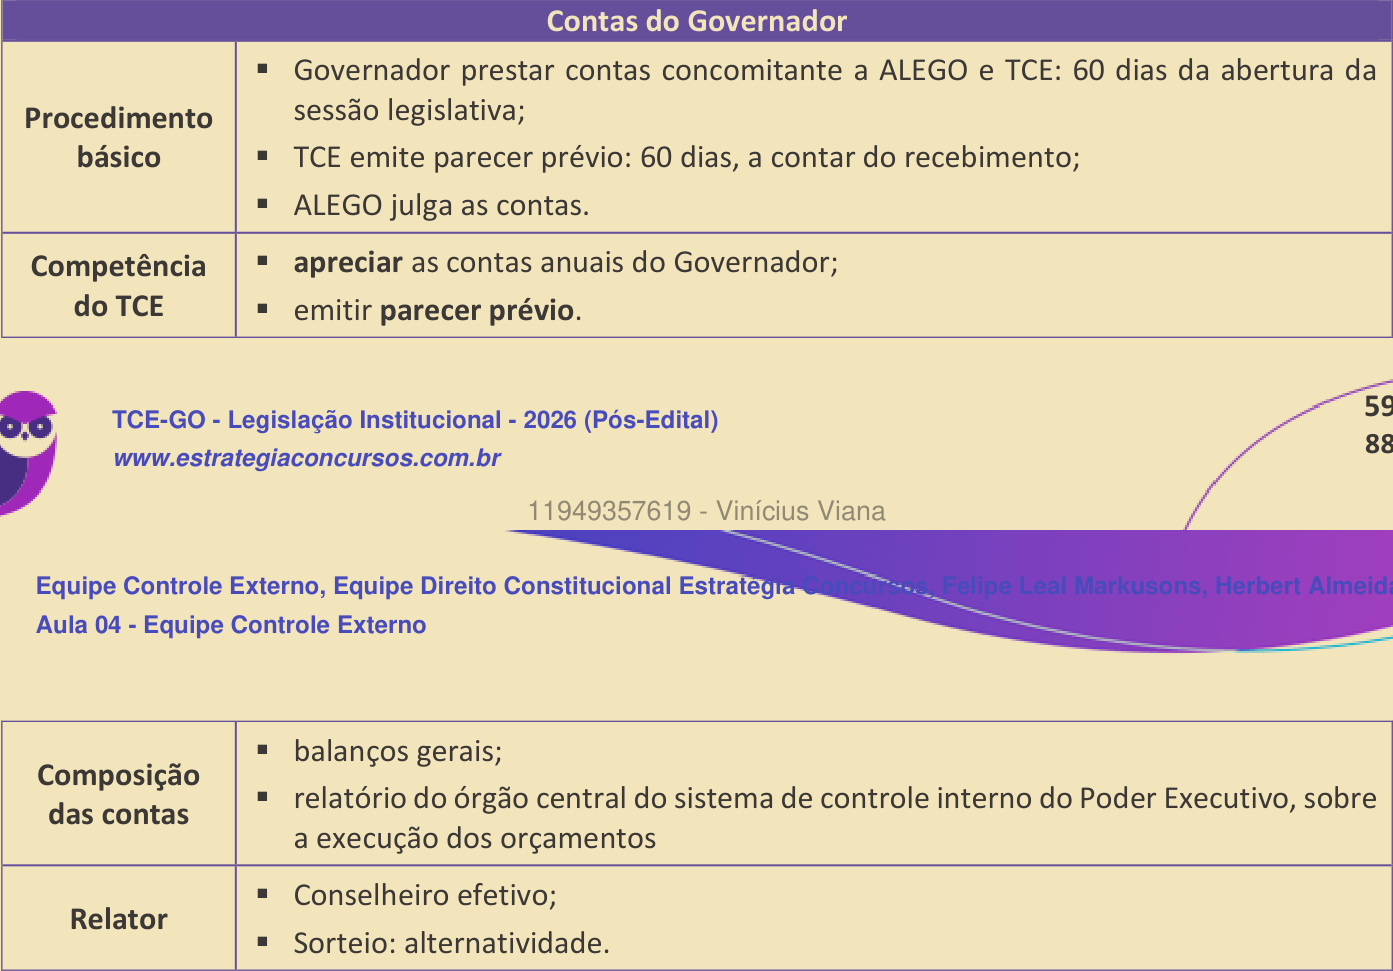 Contas do Governador
Procedimento básico
▪ Governador prestar contas concomitante a ALEGO e TCE: 60 dias da abertura da
sessão legislativa;
▪ TCE emite parecer prévio: 60 dias, a contar do recebimento;
▪ ALEGO julga as contas.
Competência do TCE
▪ apreciar as contas anuais do Governador;
▪ emitir parecer prévio.
TCE-GO - Legislação Institucional - 2026 (Pós-Edital)
www.estrategiaconcursos.com.br
59
88
11949357619 - Vinícius Viana
Equipe Controle Externo, Equipe Direito Constitucional Estratégia Concursos, Felipe Leal Markusons, Herbert Almeida
Aula 04 - Equipe Controle Externo
Composição das contas
▪ balanços gerais;
▪ relatório do órgão central do sistema de controle interno do Poder Executivo, sobre
a execução dos orçamentos
Relator
▪ Conselheiro efetivo;
▪ Sorteio: alternatividade.